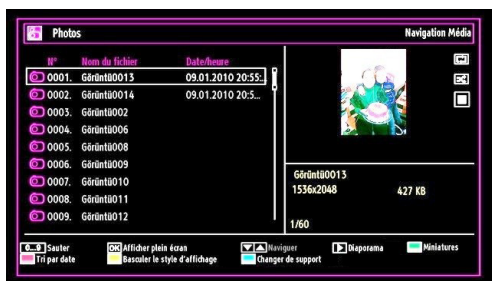 Photos Navigation Média
N° Nom du fichier Date/heure
0001. Görüntü0013 09.01.2010 20:55:..
0002. Görüntü0014 09.01.2010 20:5...
0003. Görüntü002
0004. Görüntü006
0005. Görüntü008
0006. Görüntü009
0007. Görüntü010
0008. Görüntü011
0009. Görüntü012
Görüntü0013
1536x2048 427 KB
1/60
0...9 Sauter OK Afficher plein écran Naviguer Diaporama Miniatures
Tri par date Basculer le style d'affichage Changer de support